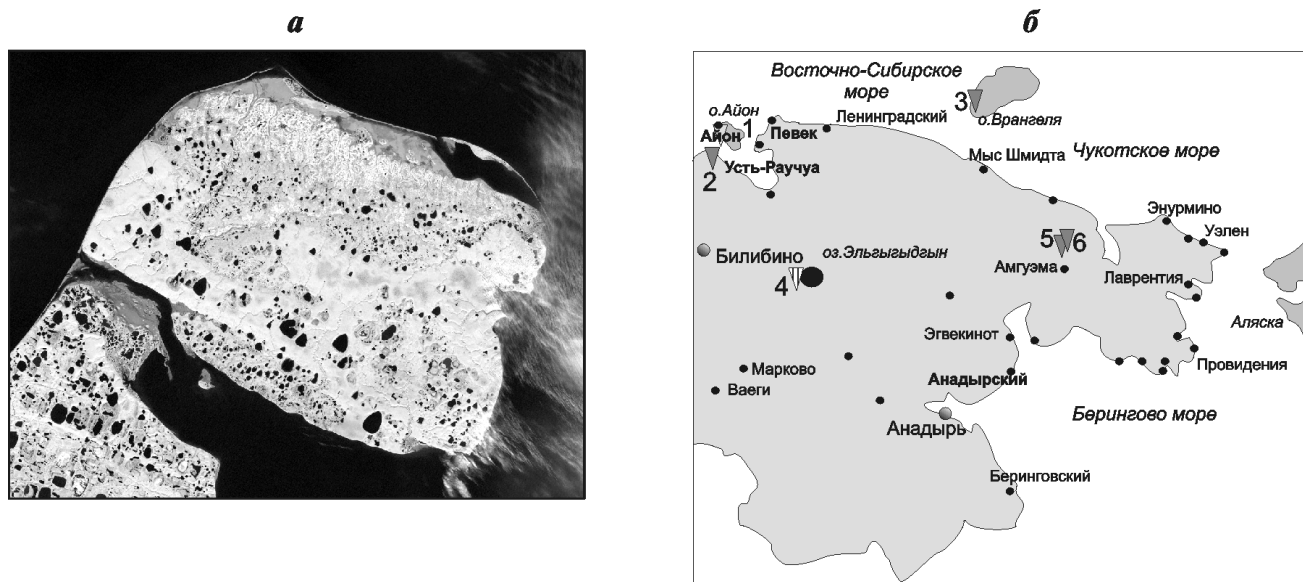 а
б
Восточно-Сибирское
море
3
о.Врангеля
о.Айон
1
Айон
Певек
Ленинградский
2
Усть-Раучуа
Мыс Шмидта
Чукотское море
Энурмино
Уэлен
5
6
Билибино
оз.Эльгыгыдгын
4
Амгуэма
Лаврентия
Аляска
Эгвекинот
Марково
Ваеги
Анадырский
Провидения
Берингово море
Анадырь
Беринговский